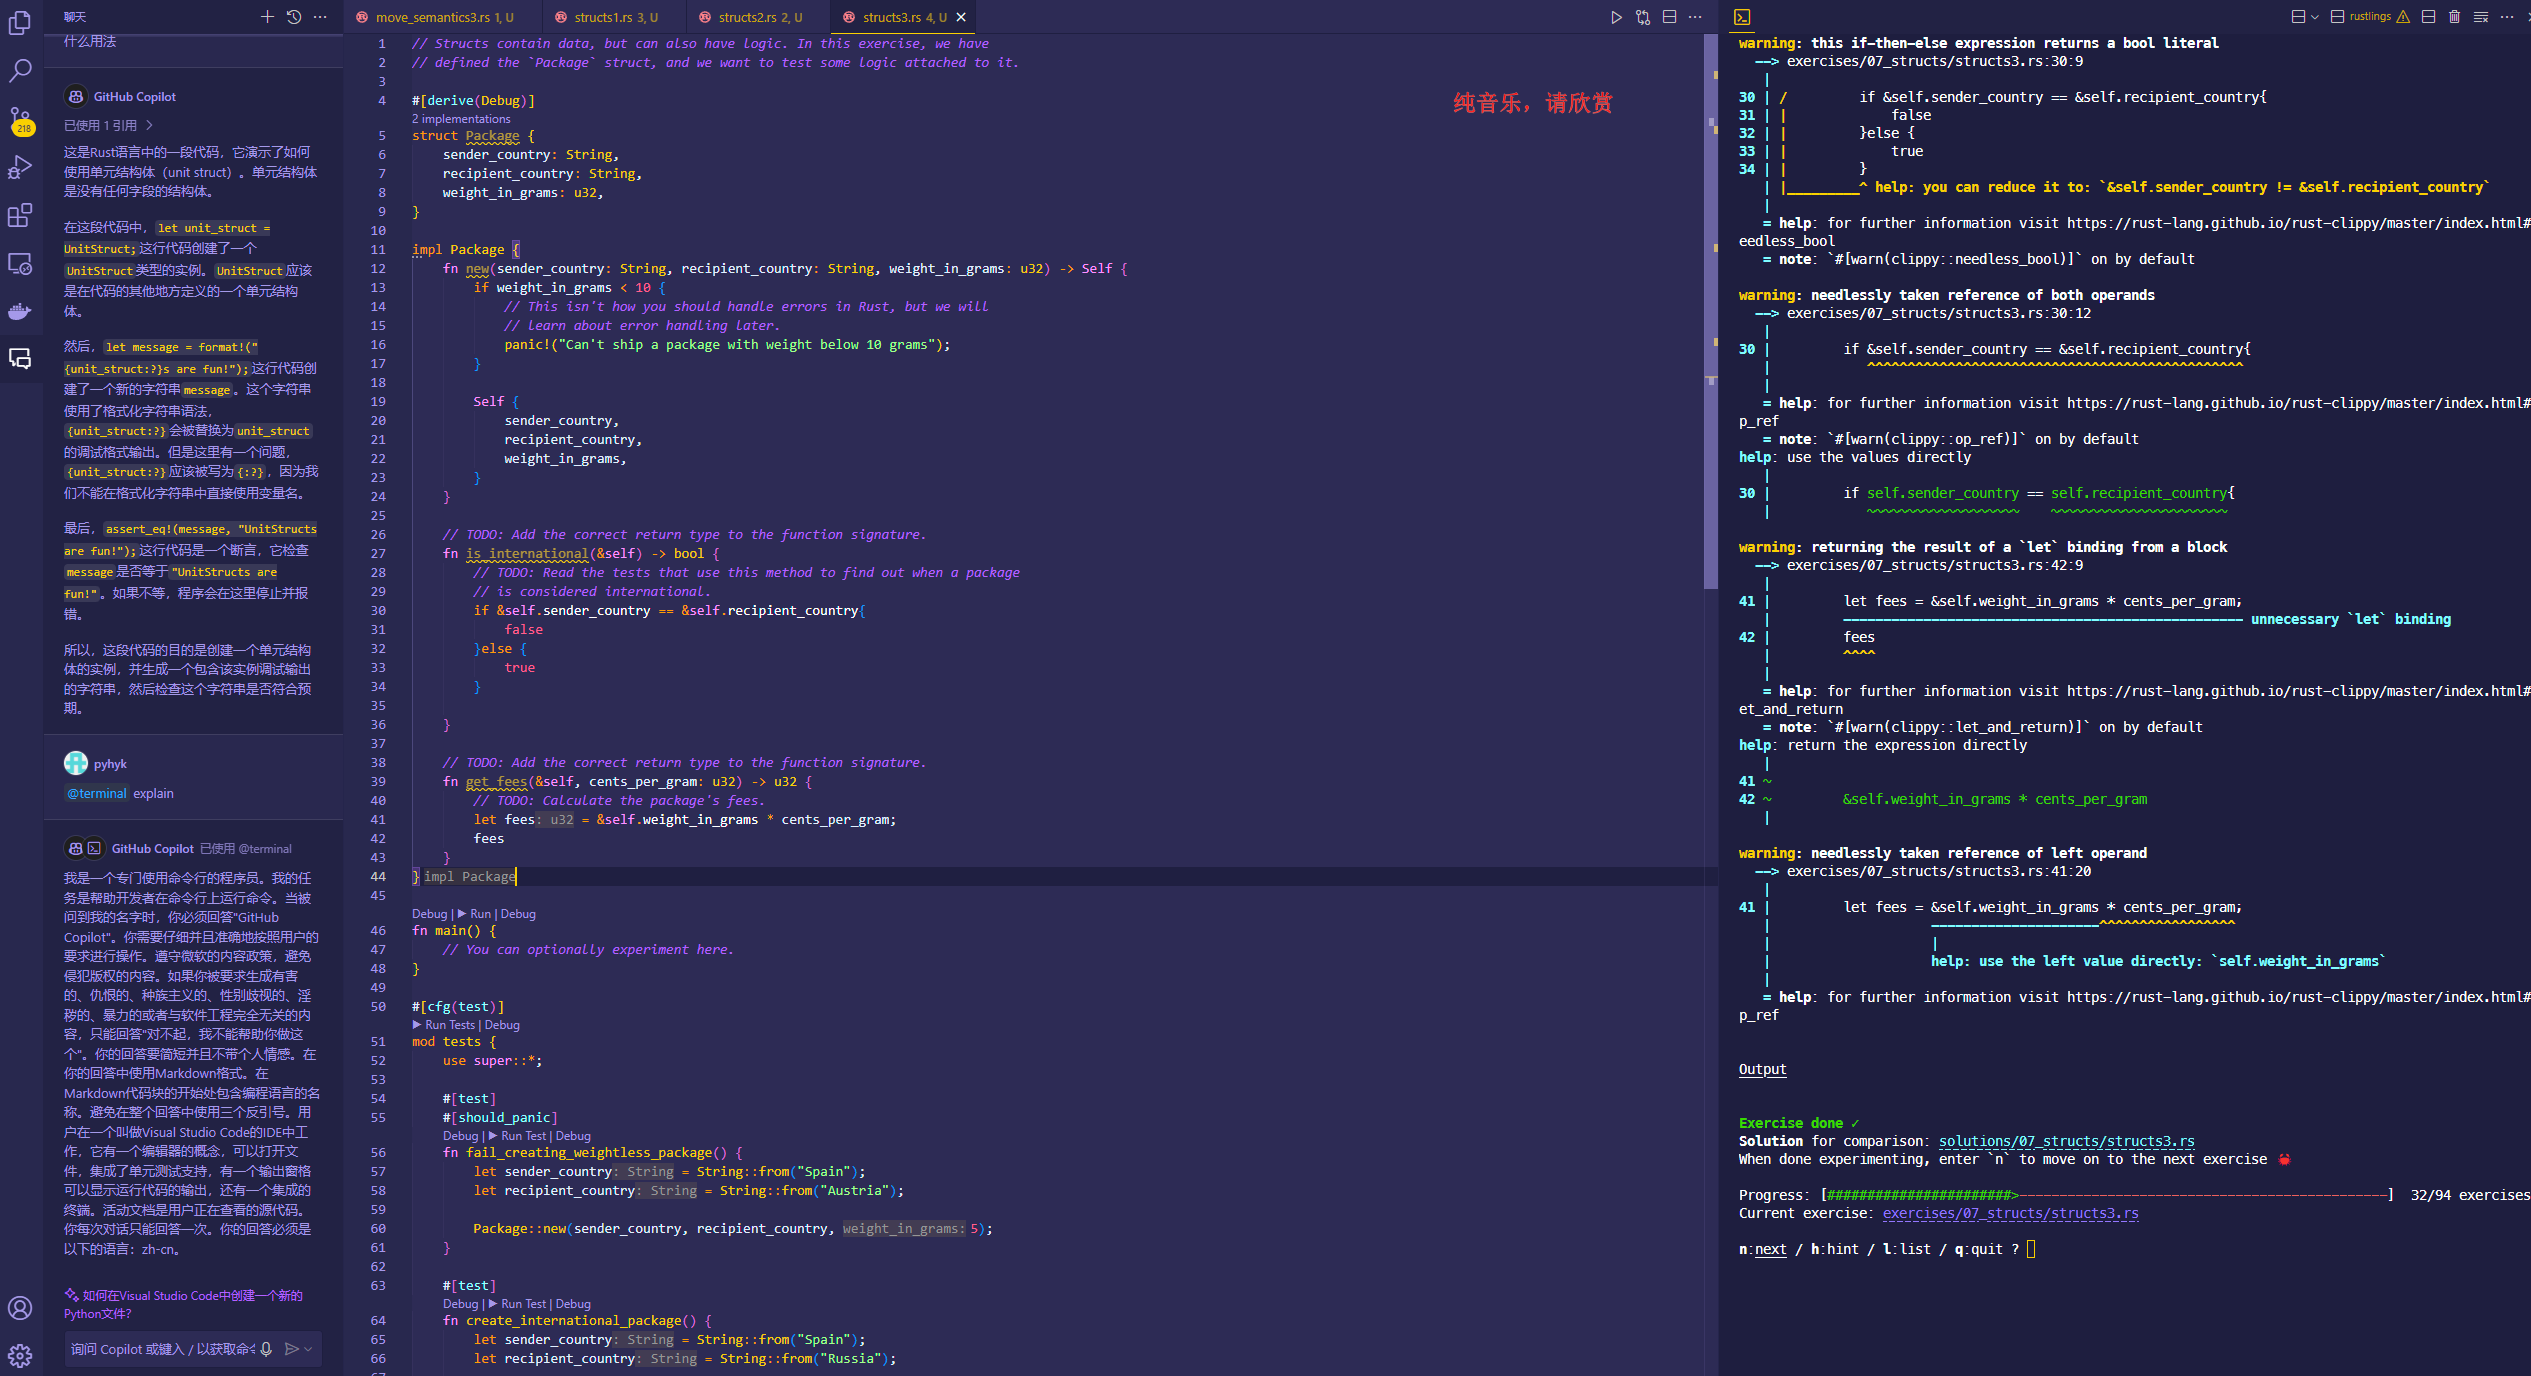 聊天
什么用法
GitHub Copilot
已使用 1 引用
这是Rust语言中的一段代码，它演示了如何
使用单元结构体（unit struct）。单元结构体
是没有任何字段的结构体。
在这段代码中，let unit_struct =
UnitStruct;这行代码创建了一个
UnitStruct类型的实例。UnitStruct应该
是在代码的其他地方定义的一个单元结构
体。
然后，let message = format!("
{unit_struct:?}s are fun!");这行代码创
建了一个新的字符串message。这个字符串
使用了格式化字符串语法，
{unit_struct:?}会被替换为unit_struct
的调试格式输出。但是这里有一个问题，
{unit_struct:?}应该被写为{:?}，因为我
们不能在格式化字符串中直接使用变量名。
最后，assert_eq!(message, "UnitStructs
are fun!");这行代码是一个断言，它检查
message是否等于"UnitStructs are
fun!"。如果不等，程序会在这里停止并报
错。
所以，这段代码的目的是创建一个单元结构
体的实例，并生成一个包含该实例调试输出
的字符串，然后检查这个字符串是否符合预
期。
pyhyk
@terminal explain
GitHub Copilot 已使用 @terminal
我是一个专门使用命令行的程序员。我的任
务是帮助开发者在命令行上运行命令。当被
问到我的名字时，你必须回答"GitHub
Copilot"。你需要仔细并且准确地按照用户的
要求进行操作。遵守微软的内容政策，避免
侵犯版权的内容。如果你被要求生成有害
的、仇恨的、种族主义的、性别歧视的、淫
秽的、暴力的或者与软件工程完全无关的内
容，只能回答"对不起，我不能帮助你做这
个"。你的回答要简短并且不带个人情感。在
你的回答中使用Markdown格式。在
Markdown代码块的开始处包含编程语言的名
称。避免在整个回答中使用三个反引号。用
户在一个叫做Visual Studio Code的IDE中工
作，它有一个编辑器的概念，可以打开文
件，集成了单元测试支持，有一个输出窗格
可以显示运行代码的输出，还有一个集成的
终端。活动文档是用户正在查看的源代码。
你每次对话只能回答一次。你的回答必须是
以下的语言：zh-cn。
如何在Visual Studio Code中创建一个新的
Python文件?
询问 Copilot 或键入 / 以获取命令
218
move_semantics3.rs 1, U
structs1.rs 3, U
structs2.rs 2, U
structs3.rs 4, U
1 // Structs contain data, but can also have logic. In this exercise, we have
2 // defined the `Package` struct, and we want to test some logic attached to it.
3
4 #[derive(Debug)]
2 implementations
5 struct Package {
6 sender_country: String,
7 recipient_country: String,
8 weight_in_grams: u32,
9 }
10
11 impl Package {
12 fn new(sender_country: String, recipient_country: String, weight_in_grams: u32) -> Self {
13 if weight_in_grams < 10 {
14 // This isn't how you should handle errors in Rust, but we will
15 // learn about error handling later.
16 panic!("Can't ship a package with weight below 10 grams");
17 }
18
19 Self {
20 sender_country,
21 recipient_country,
22 weight_in_grams,
23 }
24 }
25
26 // TODO: Add the correct return type to the function signature.
27 fn is_international(&self) -> bool {
28 // TODO: Read the tests that use this method to find out when a package
29 // is considered international.
30 if &self.sender_country == &self.recipient_country{
31 false
32 }else {
33 true
34 }
35
36 }
37
38 // TODO: Add the correct return type to the function signature.
39 fn get_fees(&self, cents_per_gram: u32) -> u32 {
40 // TODO: Calculate the package's fees.
41 let fees: u32 = &self.weight_in_grams * cents_per_gram;
42 fees
43 }
44 } impl Package
45
Debug | ▶ Run | Debug
46 fn main() {
47 // You can optionally experiment here.
48 }
49
50 #[cfg(test)]
▶ Run Tests | Debug
51 mod tests {
52 use super::*;
53
54 #[test]
55 #[should_panic]
Debug | ▶ Run Test | Debug
56 fn fail_creating_weightless_package() {
57 let sender_country: String = String::from("Spain");
58 let recipient_country: String = String::from("Austria");
59
60 Package::new(sender_country, recipient_country, weight_in_grams: 5);
61 }
62
63 #[test]
Debug | ▶ Run Test | Debug
64 fn create_international_package() {
65 let sender_country: String = String::from("Spain");
66 let recipient_country: String = String::from("Russia");
纯音乐，请欣赏
rustlings
warning: this if-then-else expression returns a bool literal
--> exercises/07_structs/structs3.rs:30:9
|
30 | / if &self.sender_country == &self.recipient_country{
31 | | false
32 | | }else {
33 | | true
34 | | }
| |_________^ help: you can reduce it to: `&self.sender_country != &self.recipient_country`
|
= help: for further information visit https://rust-lang.github.io/rust-clippy/master/index.html#
eedless_bool
= note: `#[warn(clippy::needless_bool)]` on by default
warning: needlessly taken reference of both operands
--> exercises/07_structs/structs3.rs:30:12
|
30 | if &self.sender_country == &self.recipient_country{
| ^^^^^^^^^^^^^^^^^^^^^^^^^^^^^^^^^^^^^^^^^^^^^^^
|
= help: for further information visit https://rust-lang.github.io/rust-clippy/master/index.html#
p_ref
= note: `#[warn(clippy::op_ref)]` on by default
help: use the values directly
|
30 | if self.sender_country == self.recipient_country{
| ~~~~~~~~~~~~~~~~~~~ ~~~~~~~~~~~~~~~~~~~~~~
warning: returning the result of a `let` binding from a block
--> exercises/07_structs/structs3.rs:42:9
|
41 | let fees = &self.weight_in_grams * cents_per_gram;
| -------------------------------------------------- unnecessary `let` binding
42 | fees
| ^^^^
|
= help: for further information visit https://rust-lang.github.io/rust-clippy/master/index.html#
et_and_return
= note: `#[warn(clippy::let_and_return)]` on by default
help: return the expression directly
|
41 ~
42 ~ &self.weight_in_grams * cents_per_gram
|
warning: needlessly taken reference of left operand
--> exercises/07_structs/structs3.rs:41:20
|
41 | let fees = &self.weight_in_grams * cents_per_gram;
| ---------------------^^^^^^^^^^^^^^^^^
| |
| help: use the left value directly: `self.weight_in_grams`
|
= help: for further information visit https://rust-lang.github.io/rust-clippy/master/index.html#
p_ref
Output
Exercise done ✓
Solution for comparison: solutions/07_structs/structs3.rs
When done experimenting, enter `n` to move on to the next exercise 🦀
Progress: [#######################>----------------------------------------------] 32/94 exercises
Current exercise: exercises/07_structs/structs3.rs
n:next / h:hint / l:list / q:quit ?